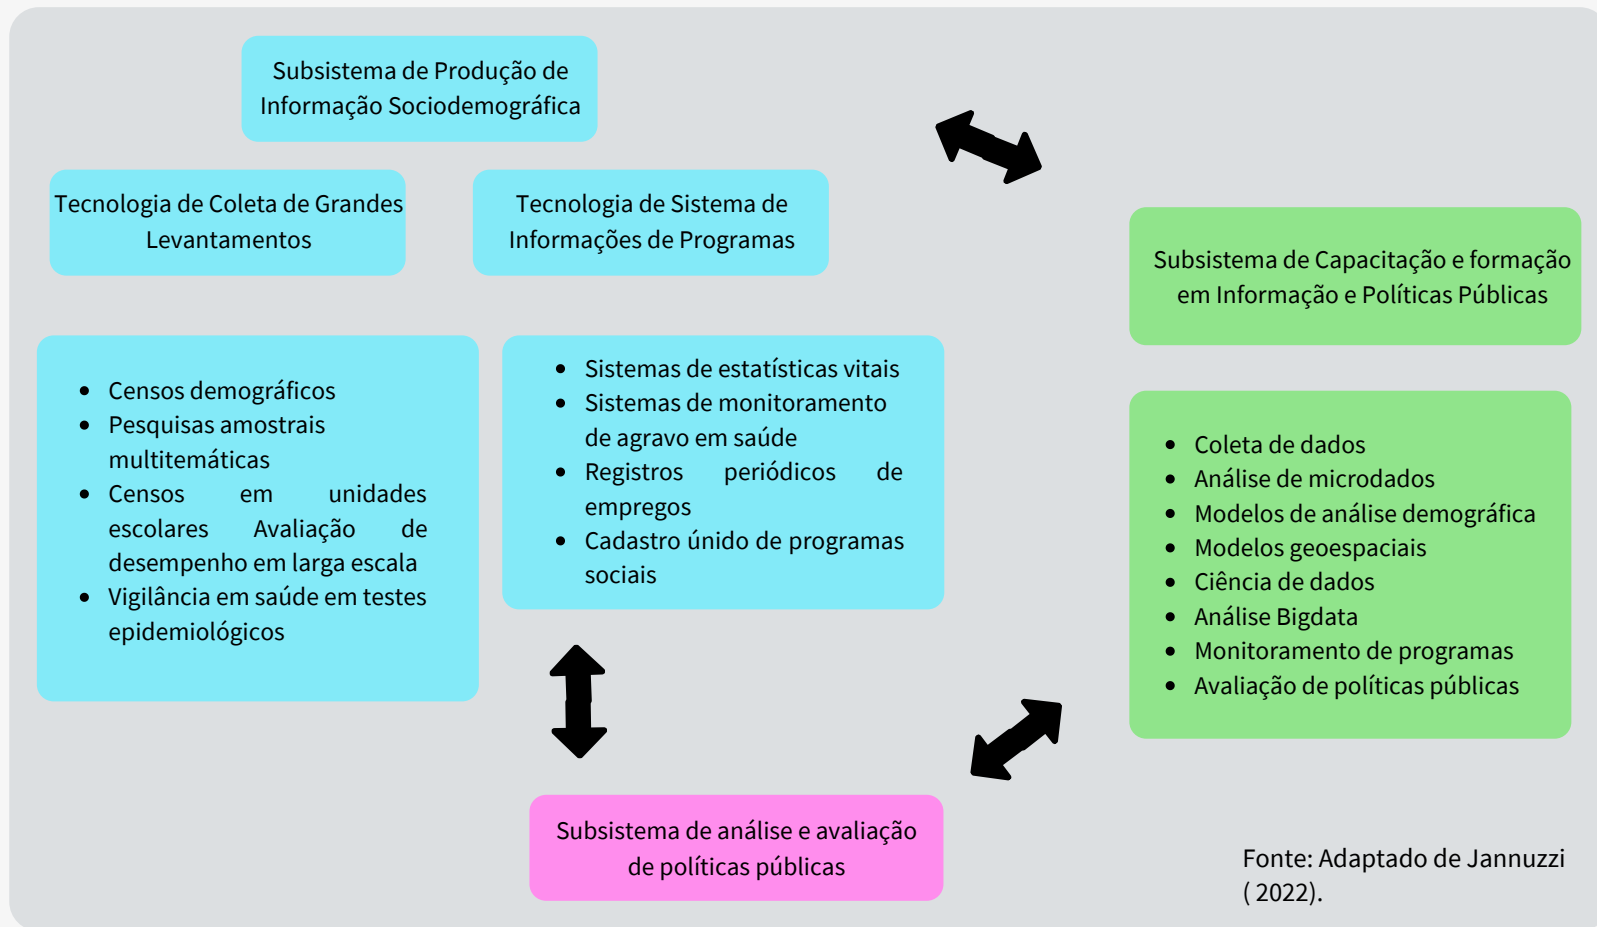 Subsistema de Produção de
Informação Sociodemográfica
Tecnologia de Coleta de Grandes
Levantamentos
Tecnologia de Sistema de
Informações de Programas
• Censos demográficos
• Pesquisas amostrais
multitemáticas
• Censos em unidades
escolares Avaliação de
desempenho em larga escala
• Vigilância em saúde em testes
epidemiológicos
• Sistemas de estatísticas vitais
• Sistemas de monitoramento
de agravo em saúde
• Registros periódicos de
empregos
• Cadastro únido de programas
sociais
Subsistema de Capacitação e formação
em Informação e Políticas Públicas
• Coleta de dados
• Análise de microdados
• Modelos de análise demográfica
• Modelos geoespaciais
• Ciência de dados
• Análise Bigdata
• Monitoramento de programas
• Avaliação de políticas públicas
Subsistema de análise e avaliação
de políticas públicas
Fonte: Adaptado de Jannuzzi
( 2022).